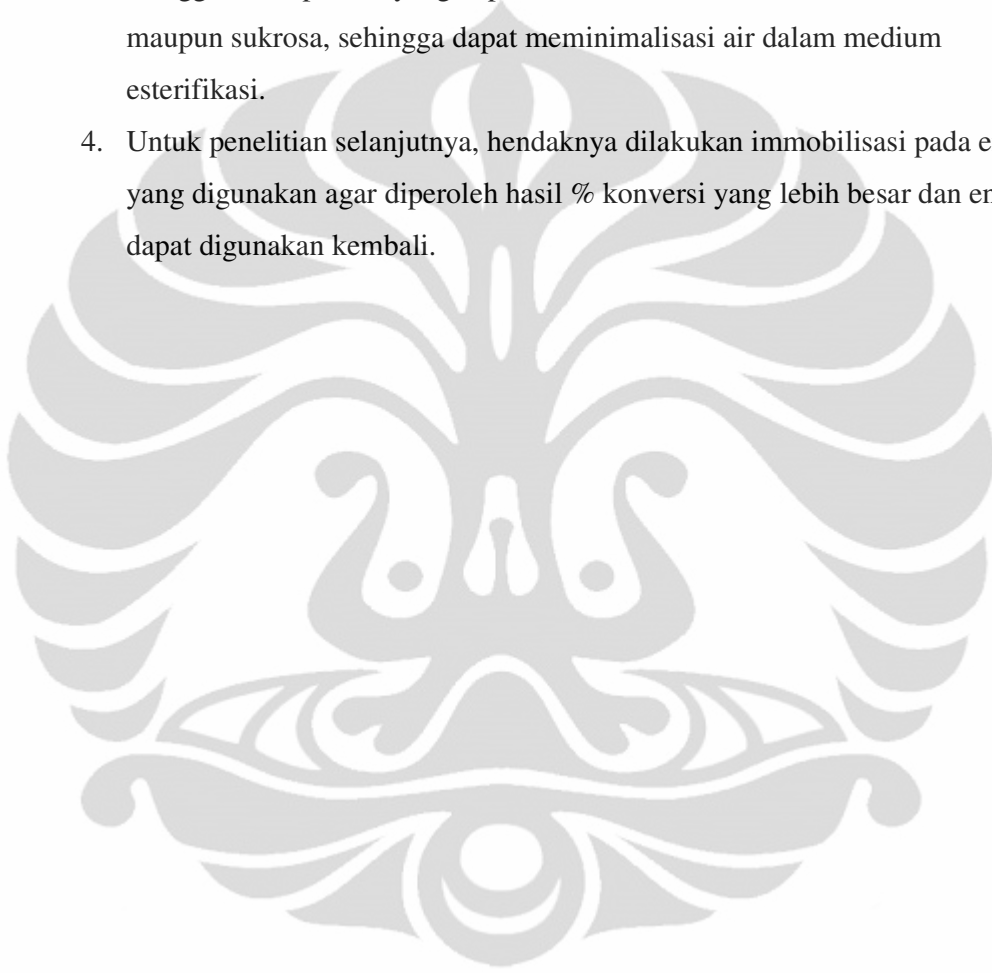 maupun sukrosa, sehingga dapat meminimalisasi air dalam medium
esterifikasi.
4. Untuk penelitian selanjutnya, hendaknya dilakukan immobilisasi pada
yang digunakan agar diperoleh hasil % konversi yang lebih besar dan
dapat digunakan kembali.